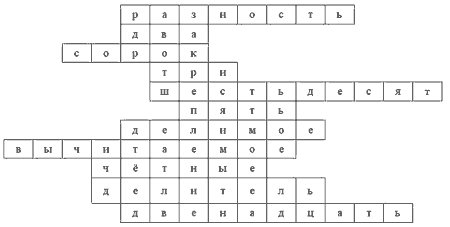 разность
два
сорок
три
шестьдесят
пять
делимое
вычитаемое
чётные
делитель
двенадцать